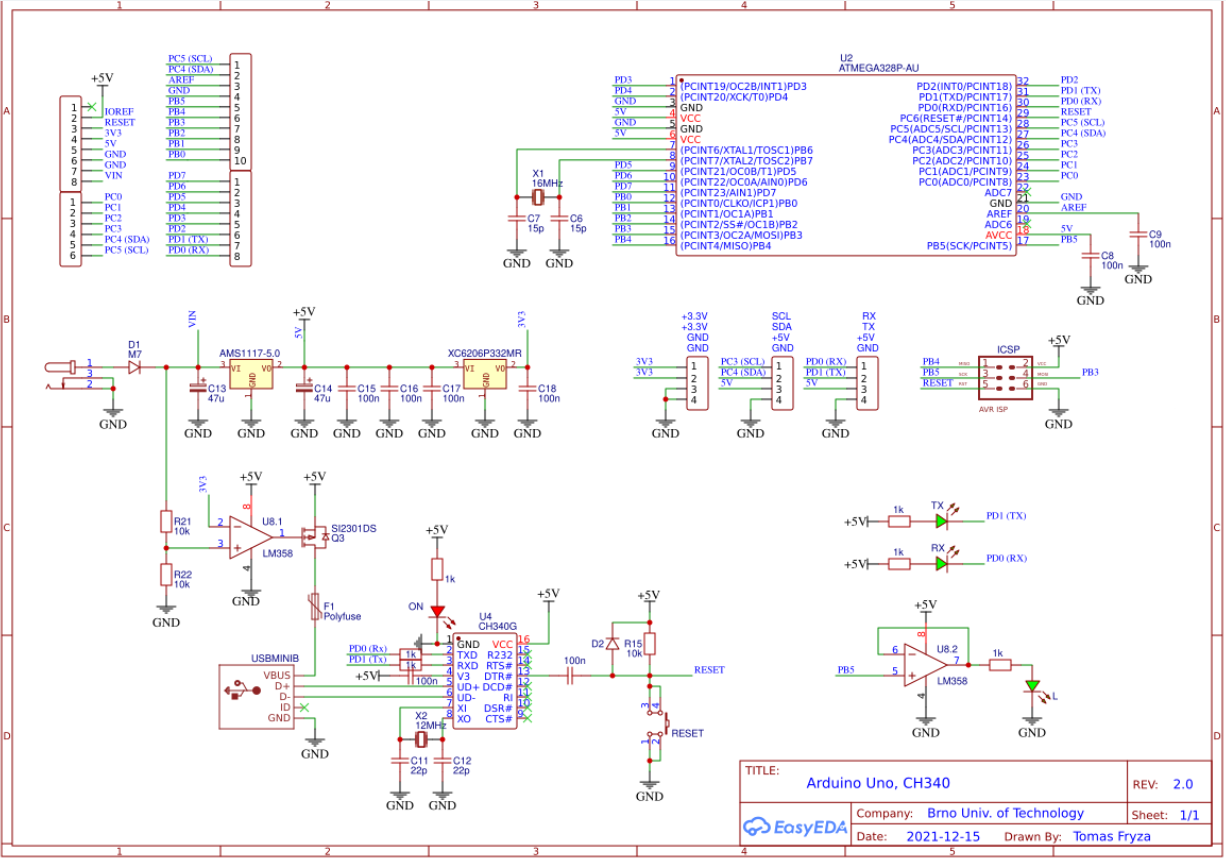 1 2 3 4 5
A
B
C
D
+5V
1
2
3
4
5
6
7
8
IOREF
RESET
3V3
5V
GND
GND
VIN
1
2
3
4
5
6
PC0
PC1
PC2
PC3
PC4 (SDA)
PC5 (SCL)
PC5 (SCL) 1
PC4 (SDA) 2
AREF 3
GND 4
PB5 5
PB4 6
PB3 7
PB2 8
PB1 9
PB0 10
PD7 1
PD6 2
PD5 3
PD4 4
PD3 5
PD2 6
PD1 (TX) 7
PD0 (RX) 8
U2
ATMEGA328P-AU
PD3 1 (PCINT19/OC2B/INT1)PD3
PD4 2 (PCINT20/XCK/T0)PD4
GND 3 GND
5V 4 VCC
GND 5 GND
5V 6 VCC
7 (PCINT6/XTAL1/TOSC1)PB6
8 (PCINT7/XTAL2/TOSC2)PB7
PD5 9 (PCINT21/OC0B/T1)PD5
PD6 10 (PCINT22/OC0A/AIN0)PD6
PD7 11 (PCINT23/AIN1)PD7
PB0 12 (PCINT0/CLKO/ICP1)PB0
PB1 13 (PCINT1/OC1A)PB1
PB2 14 (PCINT2/SS#/OC1B)PB2
PB3 15 (PCINT3/OC2A/MOSI)PB3
PB4 16 (PCINT4/MISO)PB4
PD2(INT0/PCINT18) 32 PD2
PD1(TXD/PCINT17) 31 PD1 (TX)
PD0(RXD/PCINT16) 30 PD0 (RX)
PC6(RESET#/PCINT14) 29 RESET
PC5(ADC5/SCL/PCINT13) 28 PC5 (SCL)
PC4(ADC4/SDA/PCINT12) 27 PC4 (SDA)
PC3(ADC3/PCINT11) 26 PC3
PC2(ADC2/PCINT10) 25 PC2
PC1(ADC1/PCINT9) 24 PC1
PC0(ADC0/PCINT8) 23 PC0
ADC7 22
GND 21 GND
AREF 20 AREF
ADC6 19
AVCC 18 5V
PB5(SCK/PCINT5) 17 PB5
X1
16MHz
C7
15p
C6
15p
GND GND
C8
100n
GND
C9
100n
GND
1
3
2
GND
D1
M7
VIN
C13
47u
GND
AMS1117-5.0
3 VI VO 2
GND
1
GND
+5V
5V
C14
47u
GND
C15
100n
GND
C16
100n
GND
C17
100n
GND
XC6206P332MR
3 VI VO 2
GND
1
GND
3V3
C18
100n
GND
+3.3V
+3.3V
GND
GND
3V3 1
3V3 2
3
4
GND
SCL
SDA
+5V
GND
PC3 (SCL) 1
PC4 (SDA) 2
5V 3
4
GND
RX
TX
+5V
GND
PD0 (RX) 1
PD1 (TX) 2
5V 3
4
GND
ICSP
+5V
PB4 MISO 1 2 VCC
PB5 SCK 3 4 MOSI PB3
RESET RST 5 6 GND
AVR ISP
GND
R21
10k
R22
10k
GND
3V3
+5V
8
2
3
1
4
U8.1
LM358
GND
+5V
SI2301DS
Q3
F1
Polyfuse
USBMINIB
VBUS
D+
D-
ID
GND
GND
+5V
1k
ON
U4
CH340G
1 GND
PD0 (Rx) 1k 2 TXD
PD1 (Tx) 1k 3 RXD
+5V 100n 4 V3
5 UD+
6 UD-
7 XI
8 XO
VCC 16
R232 15
RTS# 14
DTR# 13
DCD# 12
RI 11
DSR# 10
CTS# 9
X2
12MHz
C11
22p
C12
22p
GND GND
+5V
100n
+5V
D2
R15
10k
RESET
3 4
1 2
RESET
GND
+5V 1k TX PD1 (TX)
+5V 1k RX PD0 (RX)
+5V
8
6
PB5 5
7
4
U8.2
LM358
1k
L
GND GND
TITLE:
Arduino Uno, CH340
REV: 2.0
EasyEDA
Company: Brno Univ. of Technology
Sheet: 1/1
Date: 2021-12-15
Drawn By: Tomas Fryza
A
B
C
D
1 2 3 4 5